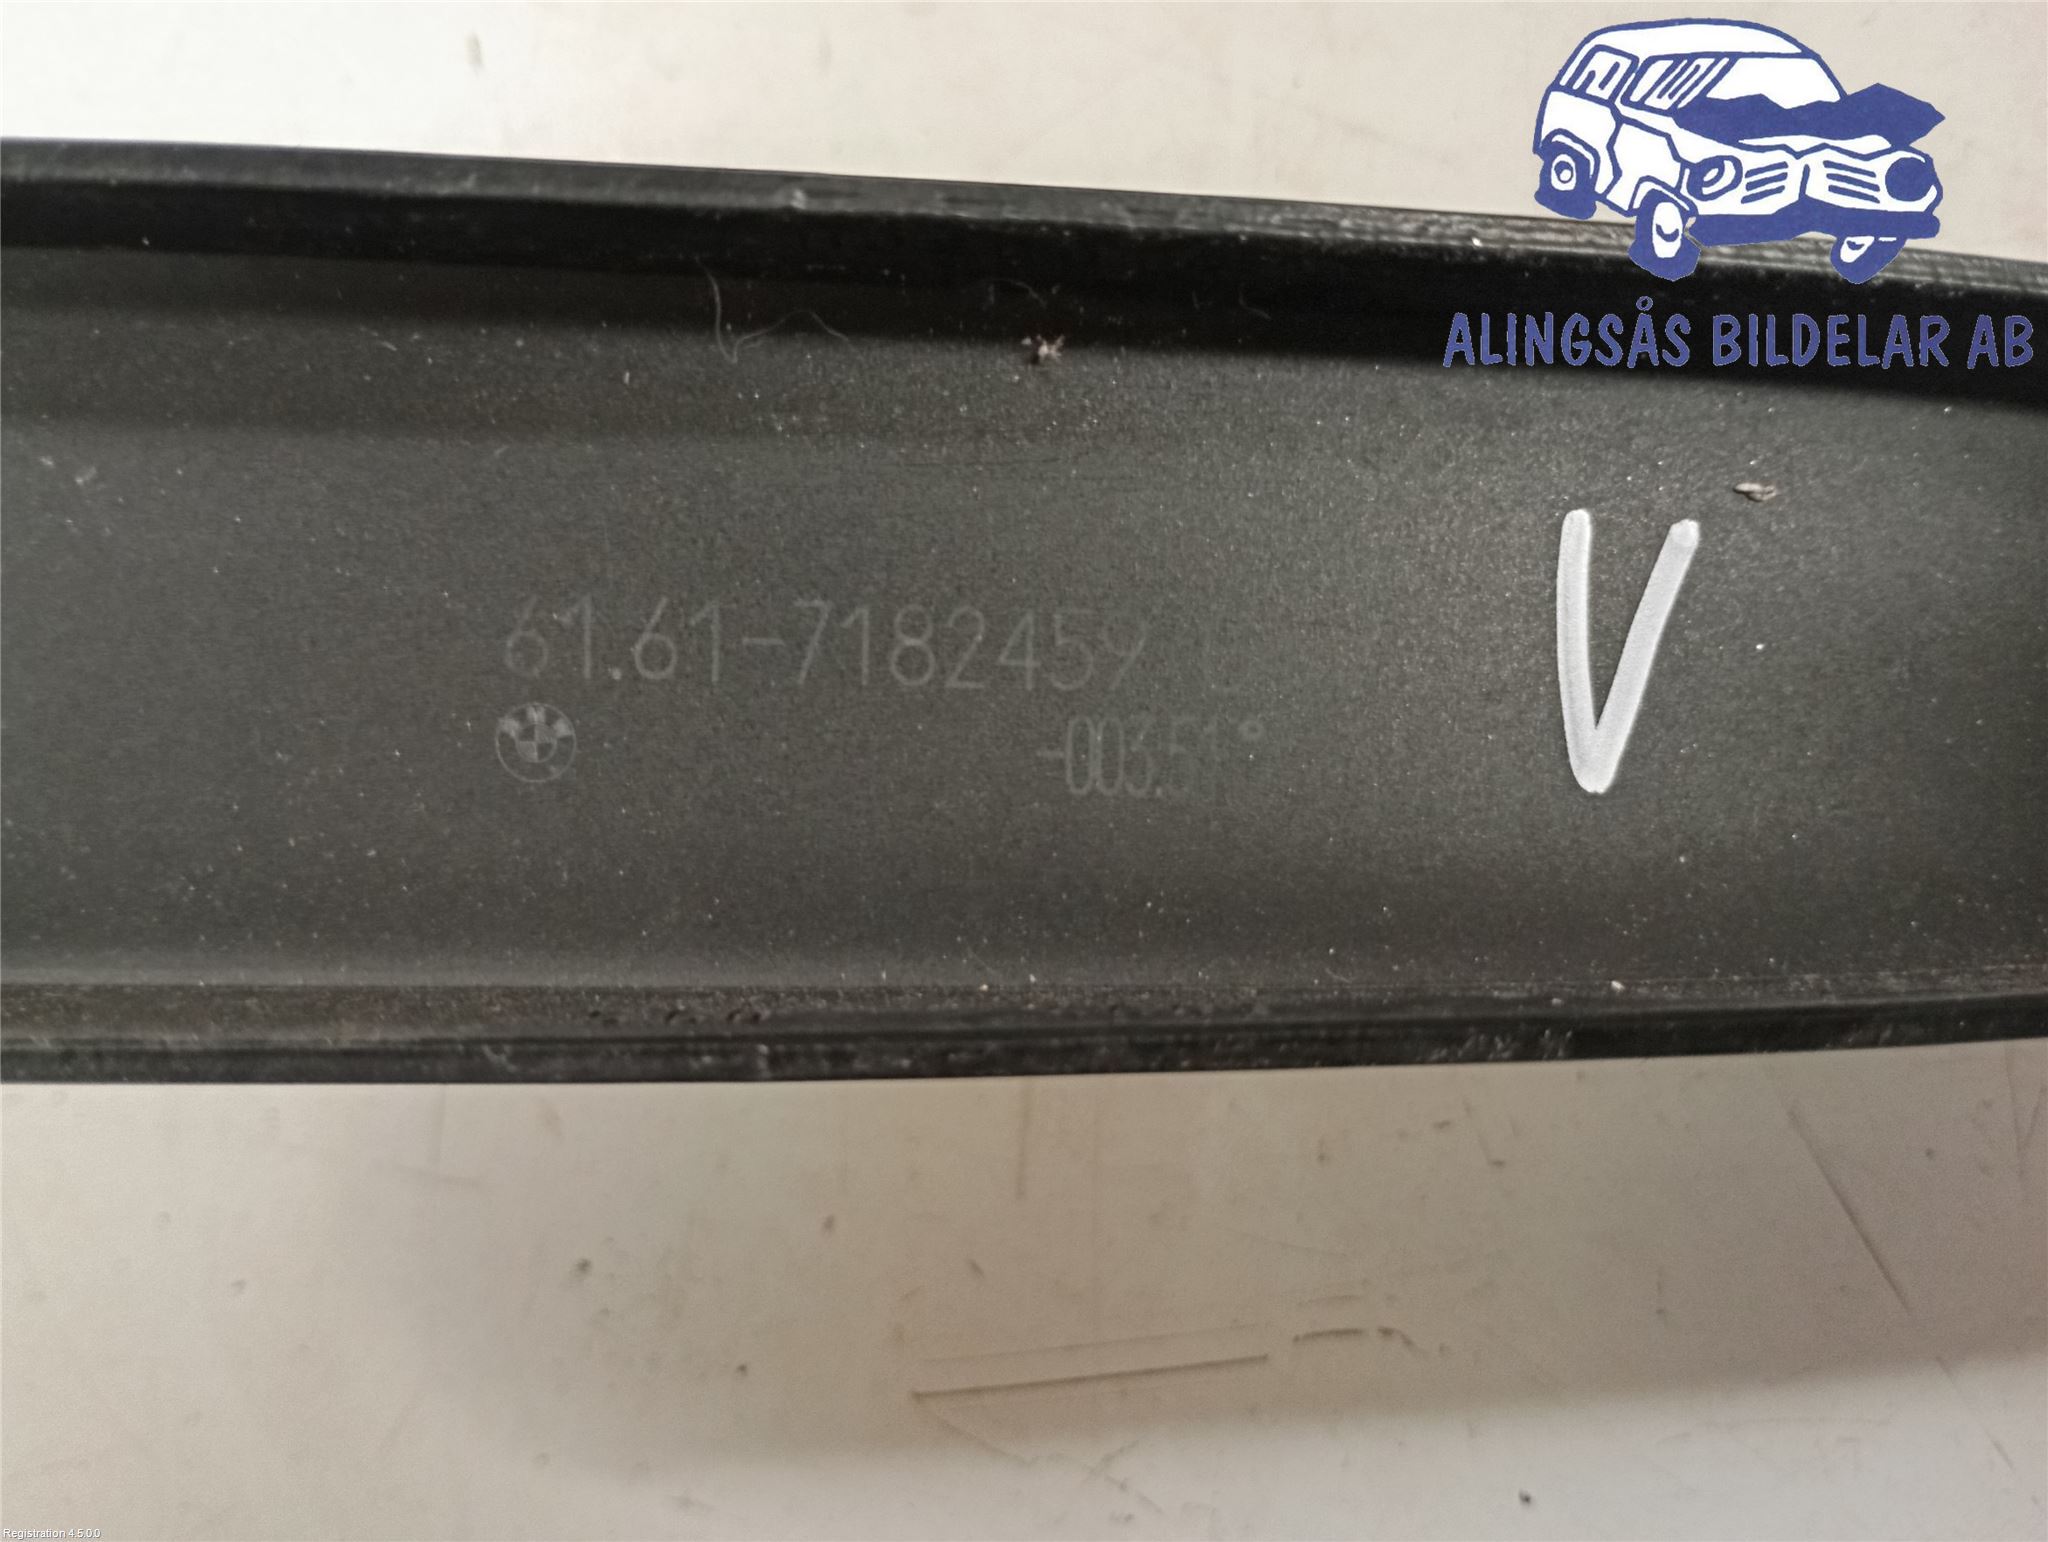 ALINGSÅS BILDELAR AB
61.61-7182459
-003.51°
V
Registration 4.5.0.0